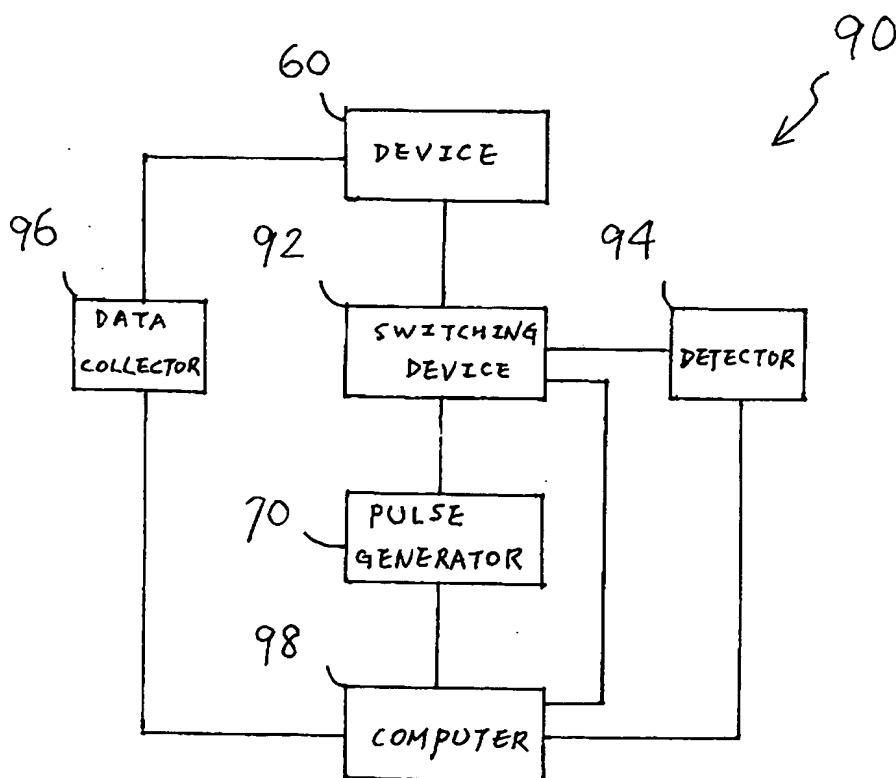 90
60
DEVICE
96
92
94
DATA
COLLECTOR
SWITCHING
DEVICE
DETECTOR
70
PULSE
GENERATOR
98
COMPUTER